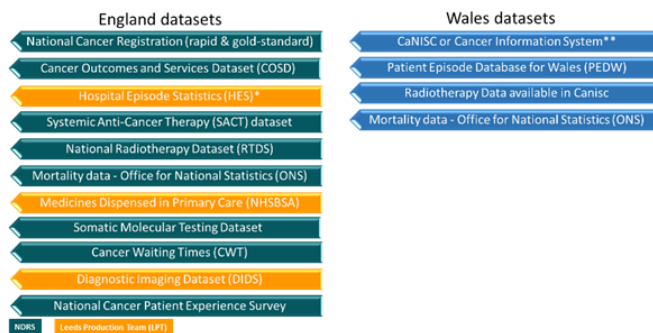 England datasets
National Cancer Registration (rapid & gold-standard)
Cancer Outcomes and Services Dataset (COSD)
Hospital Episode Statistics (HES)*
Systemic Anti-Cancer Therapy (SACT) dataset
National Radiotherapy Dataset (RTDS)
Mortality data - Office for National Statistics (ONS)
Medicines Dispensed in Primary Care (NHSBSA)
Somatic Molecular Testing Dataset
Cancer Waiting Times (CWT)
Diagnostic Imaging Dataset (DIDS)
National Cancer Patient Experience Survey
NDRS
Leeds Production Team (LPT)
Wales datasets
CaNISC or Cancer Information System**
Patient Episode Database for Wales (PEDW)
Radiotherapy Data available in Canisc
Mortality data - Office for National Statistics (ONS)